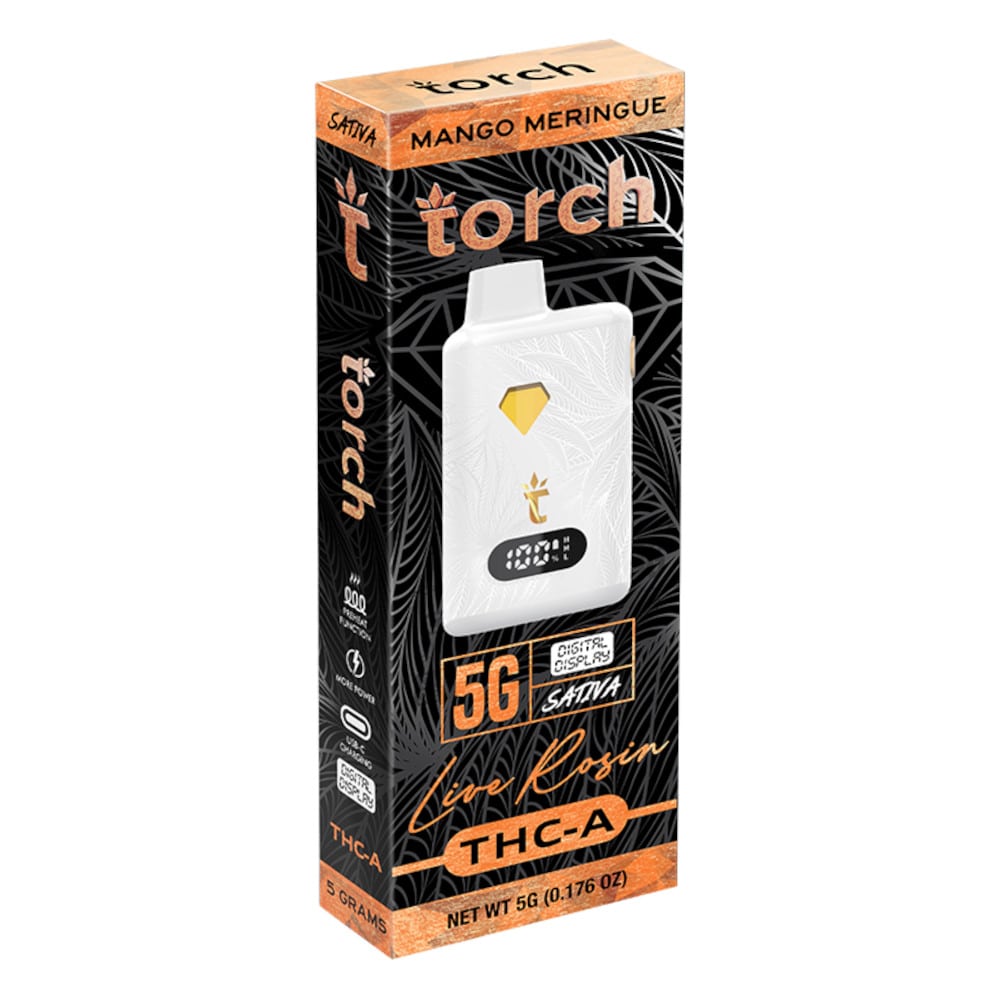 torch
SATIVA
MANGO MERINGUE
t
torch
torch
t
100%
H
M
L
PREHEAT
FUNCTION
MORE POWER
USB-C
CHARGING
DIGITAL
DISPLAY
THC-A
5 GRAMS
5G
DIGITAL
DISPLAY
SATIVA
Live Rosin
THC-A
NET WT 5G (0.176 OZ)